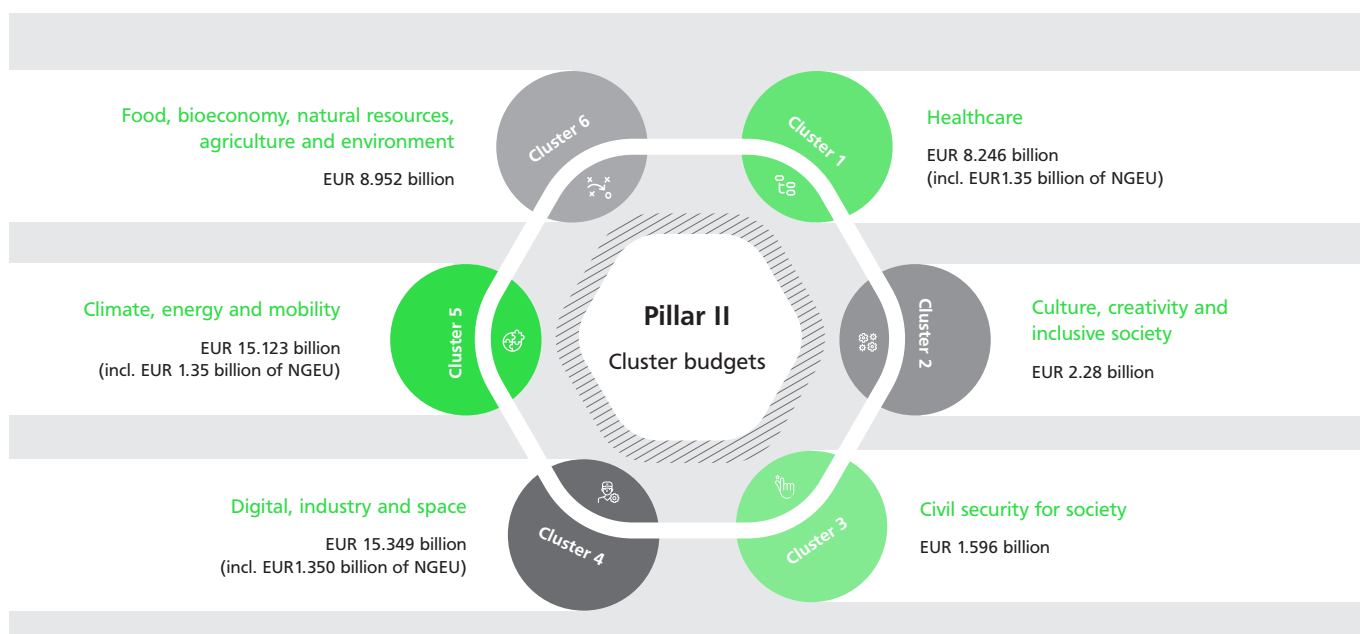 Pillar II
Cluster budgets
Cluster 1
Healthcare
EUR 8.246 billion
(incl. EUR1.35 billion of NGEU)
Cluster 2
Culture, creativity and
inclusive society
EUR 2.28 billion
Cluster 3
Civil security for society
EUR 1.596 billion
Cluster 4
Digital, industry and space
EUR 15.349 billion
(incl. EUR1.350 billion of NGEU)
Cluster 5
Climate, energy and mobility
EUR 15.123 billion
(incl. EUR 1.35 billion of NGEU)
Cluster 6
Food, bioeconomy, natural resources,
agriculture and environment
EUR 8.952 billion